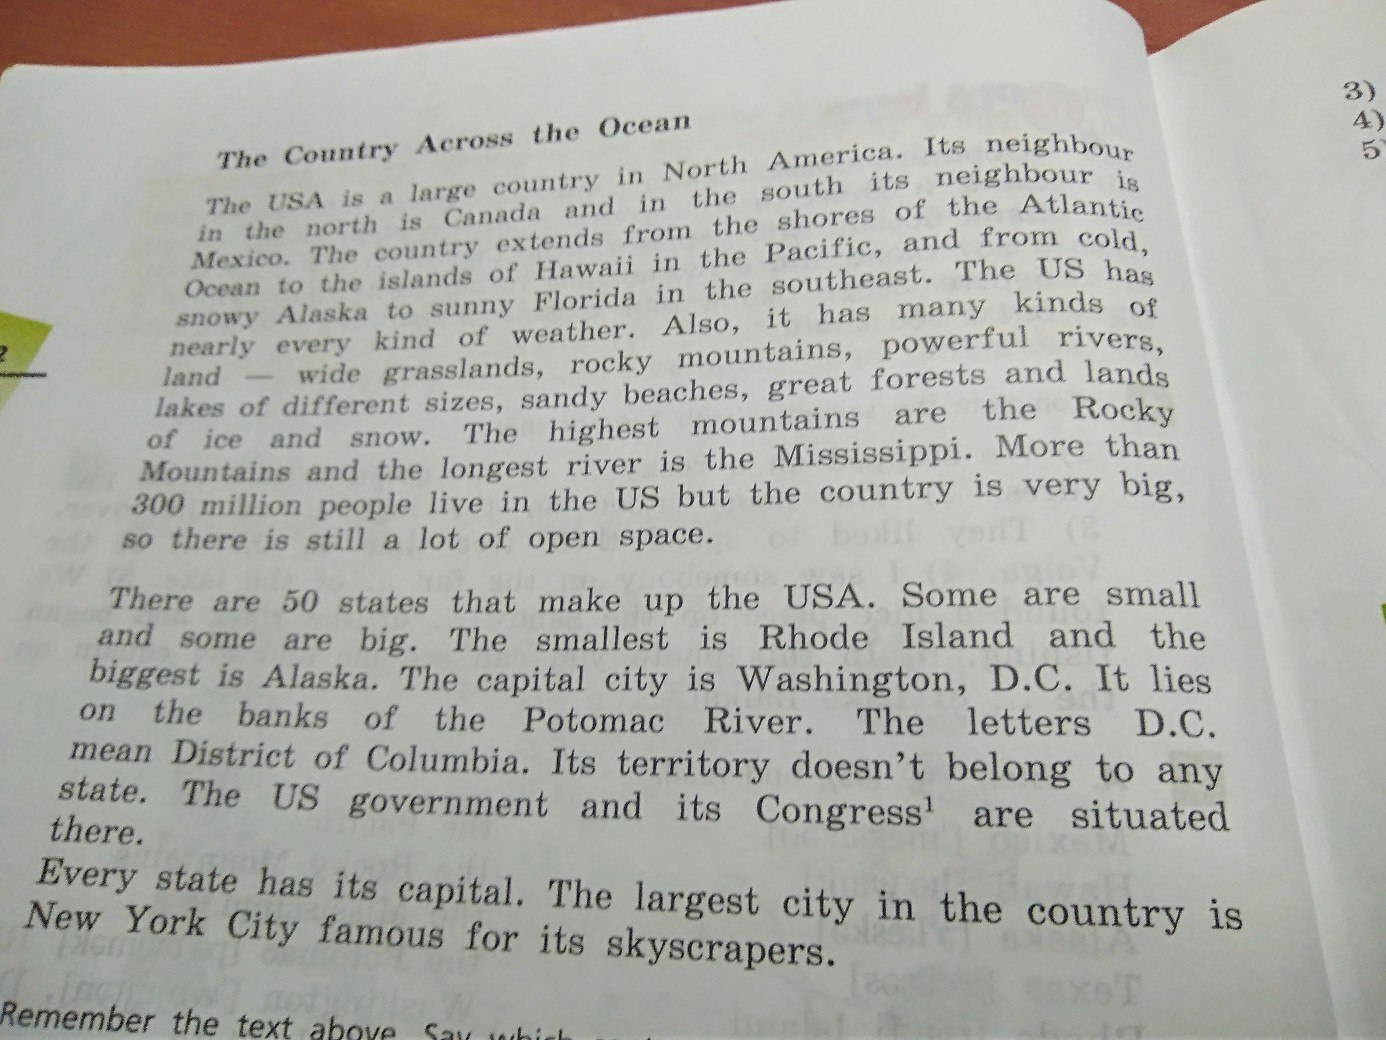 The Country Across the Ocean
The USA is a large country in North America. Its neighbour
in the north is Canada and in the south its neighbour is
Mexico. The country extends from the shores of the Atlantic
Ocean to the islands of Hawaii in the Pacific, and from cold,
snowy Alaska to sunny Florida in the southeast. The US has
nearly every kind of weather. Also, it has many kinds of
land — wide grasslands, rocky mountains, powerful rivers,
lakes of different sizes, sandy beaches, great forests and lands
of ice and snow. The highest mountains are the Rocky
Mountains and the longest river is the Mississippi. More than
300 million people live in the US but the country is very big,
so there is still a lot of open space.
There are 50 states that make up the USA. Some are small
and some are big. The smallest is Rhode Island and the
biggest is Alaska. The capital city is Washington, D.C. It lies
on the banks of the Potomac River. The letters D.C.
mean District of Columbia. Its territory doesn't belong to any
state. The US government and its Congress¹ are situated
there.
Every state has its capital. The largest city in the country is
New York City famous for its skyscrapers.
Remember the text above. Say which
3)
4)
5)